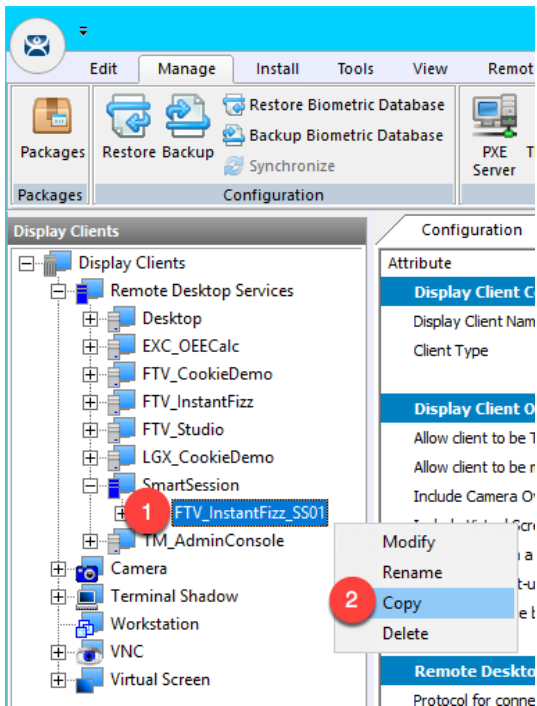 Edit Manage Install Tools View Remot
Restore Biometric Database
Backup Biometric Database
Synchronize
Packages Restore Backup PXE Server
Packages Configuration
Display Clients
Configuration
Attribute
Display Clients
Remote Desktop Services
Desktop
EXC_OEECalc
FTV_CookieDemo
FTV_InstantFizz
FTV_Studio
LGX_CookieDemo
SmartSession
1 FTV_InstantFizz_SS01
TM_AdminConsole
Camera
Terminal Shadow
Workstation
VNC
Virtual Screen
Display Client C
Display Client Nam
Client Type
Display Client O
Allow client to be T
Allow client to be m
Include Camera Ov
Modify
Rename
2 Copy
Delete
Remote Deskto
Protocol for conne